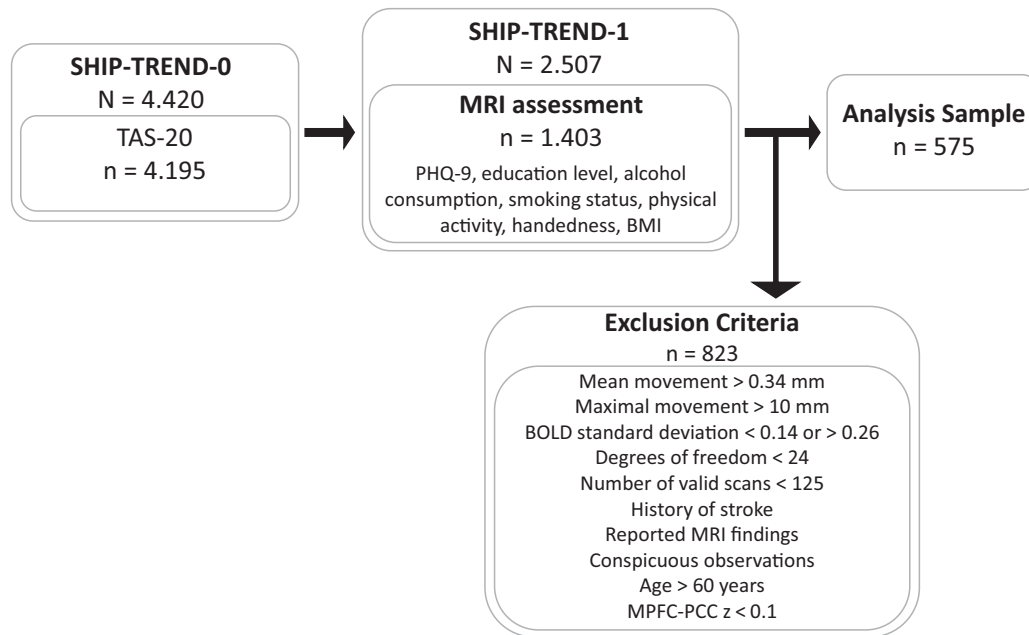 SHIP-TREND-0
N = 4.420
TAS-20
n = 4.195
SHIP-TREND-1
N = 2.507
MRI assessment
n = 1.403
PHQ-9, education level, alcohol
consumption, smoking status, physical
activity, handedness, BMI
Analysis Sample
n = 575
Exclusion Criteria
n = 823
Mean movement > 0.34 mm
Maximal movement > 10 mm
BOLD standard deviation < 0.14 or > 0.26
Degrees of freedom < 24
Number of valid scans < 125
History of stroke
Reported MRI findings
Conspicuous observations
Age > 60 years
MPFC-PCC z < 0.1